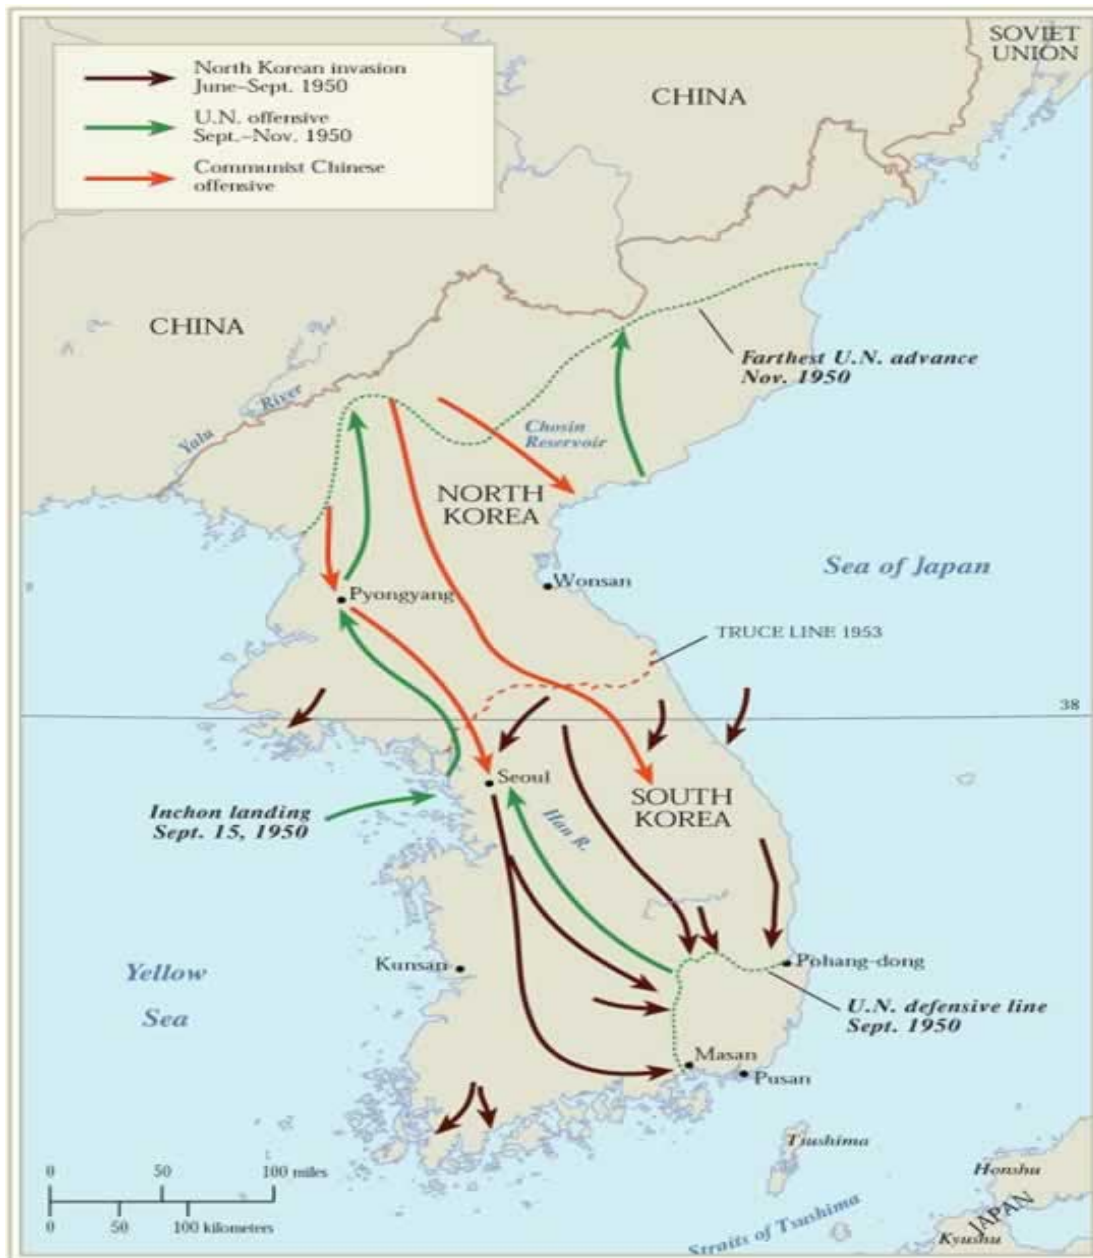 North Korean invasion
June–Sept. 1950
U.N. offensive
Sept.–Nov. 1950
Communist Chinese
offensive
SOVIET
UNION
CHINA
CHINA
Farthest U.N. advance
Nov. 1950
Yalu River
Chosin
Reservoir
NORTH
KOREA
Sea of Japan
Wonsan
Pyongyang
TRUCE LINE 1953
38
Seoul
Inchon landing
Sept. 15, 1950
SOUTH
KOREA
Han R.
Kunsan
Pohang-dong
Yellow
Sea
U.N. defensive line
Sept. 1950
Masan
Pusan
Tsushima
Honshu
JAPAN
Kyushu
Straits of Tsushima
0 50 100 miles
0 50 100 kilometers